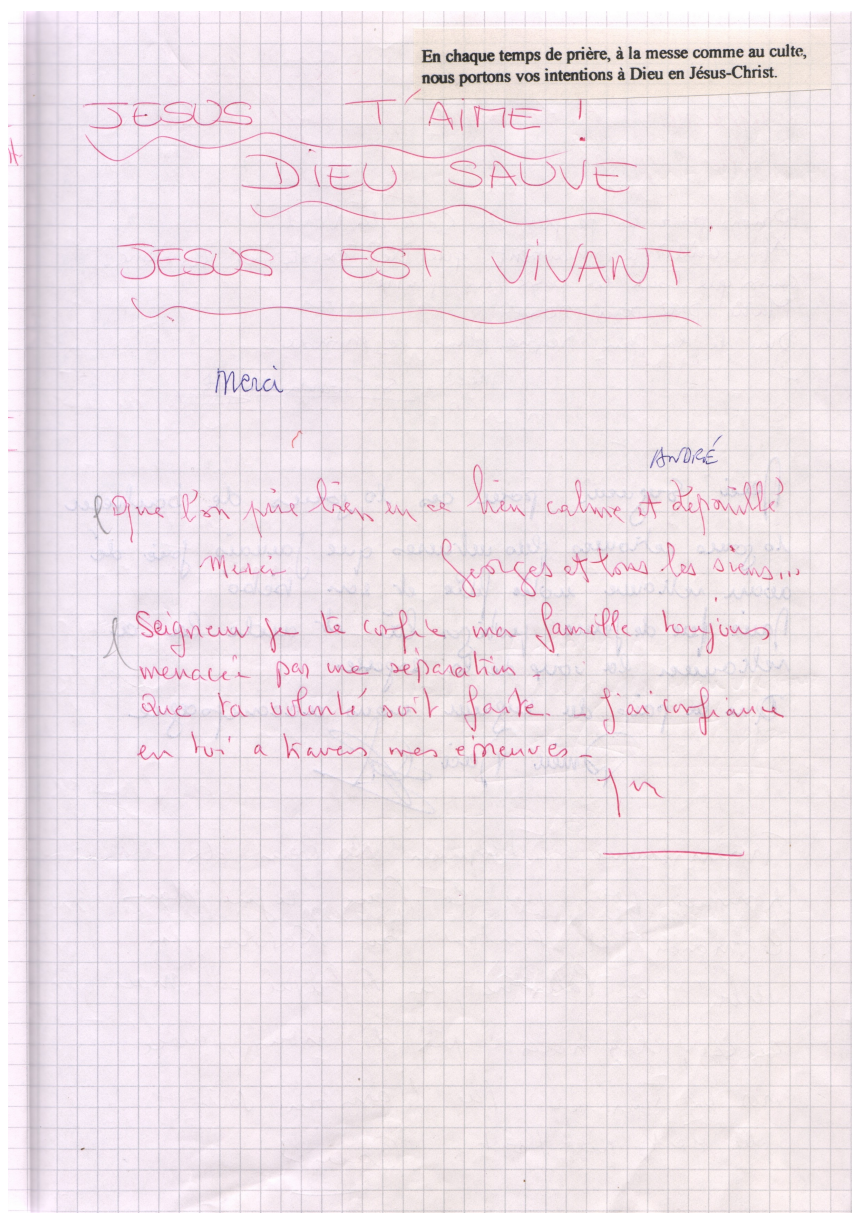 En chaque temps de prière, à la messe comme au culte,
nous portons vos intentions à Dieu en Jésus-Christ.
JESUS T'AiME !
DiEU SAUVE
JESUS EST ViVANT
Merci
ANDRÉ
Que l'on prie bien en ce lieu calme et dépouillé
Merci Georges et tous les siens...
Seigneur je te confie ma famille toujours
menacée par une séparation.
Que ta volonté soit faite - j'ai confiance
en toi a travers mes épreuves -